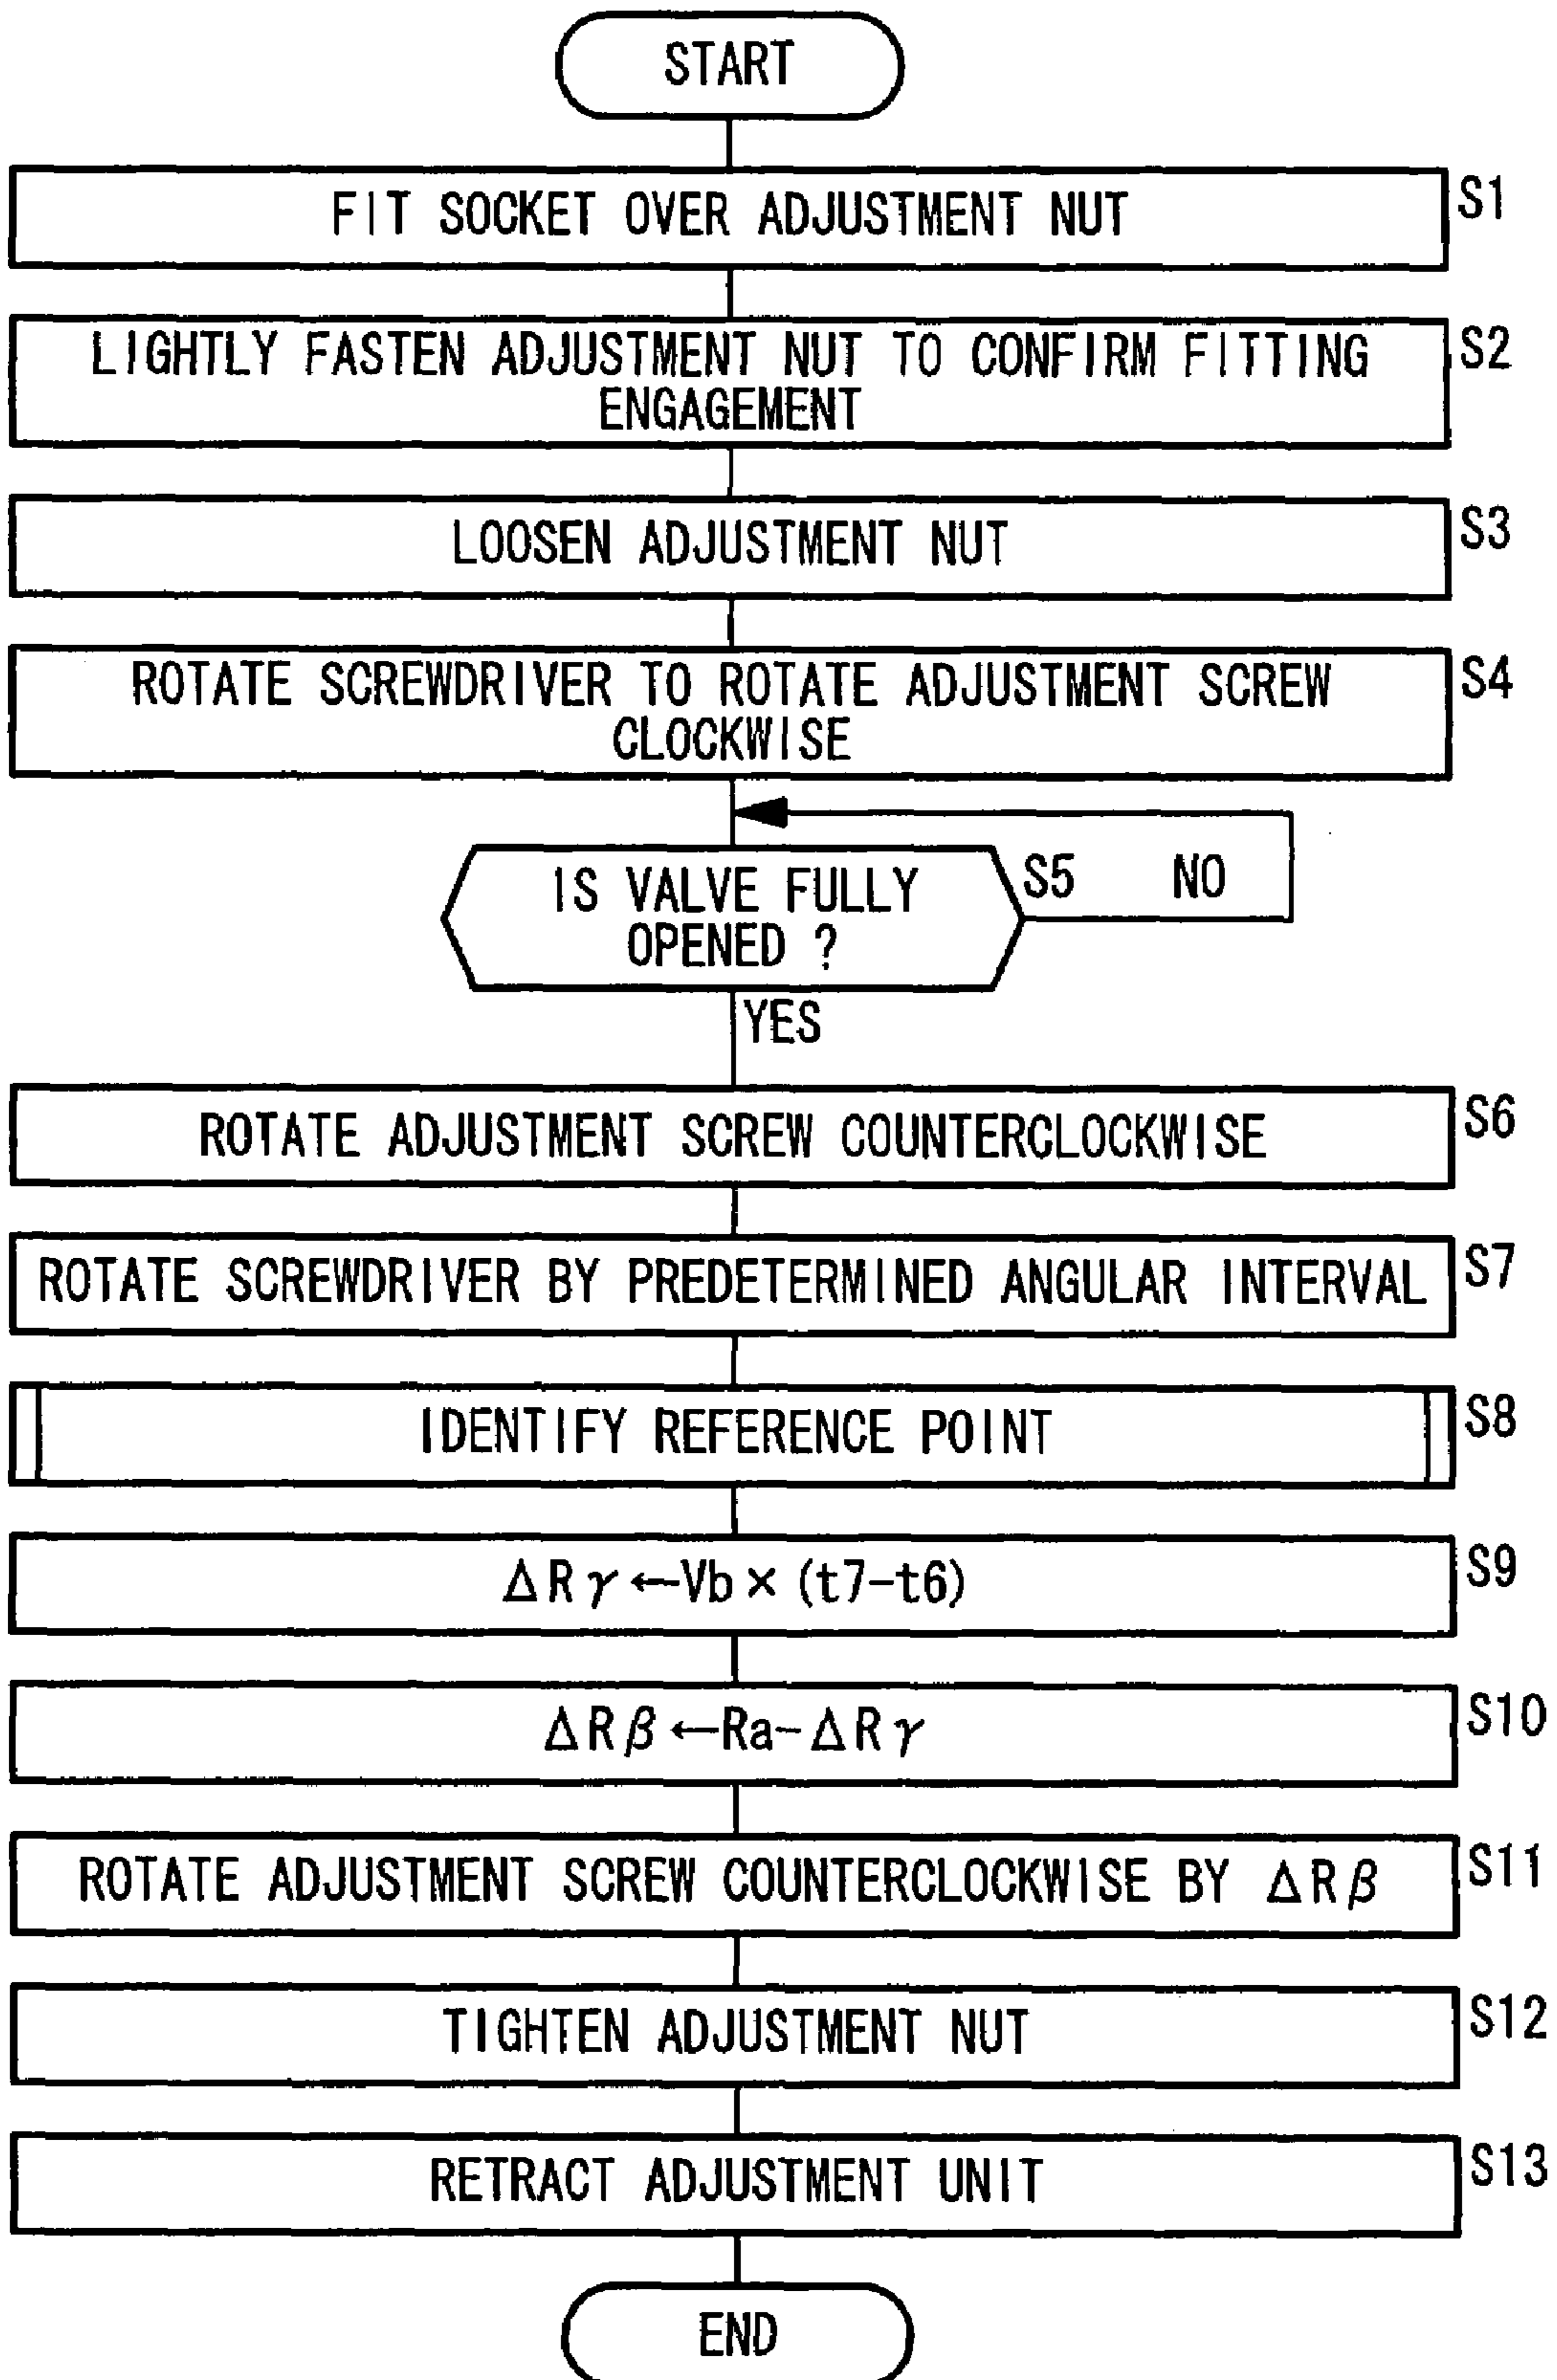 START
FIT SOCKET OVER ADJUSTMENT NUT
S1
LIGHTLY FASTEN ADJUSTMENT NUT TO CONFIRM FITTING
ENGAGEMENT
S2
LOOSEN ADJUSTMENT NUT
S3
ROTATE SCREWDRIVER TO ROTATE ADJUSTMENT SCREW
CLOCKWISE
S4
IS VALVE FULLY
OPENED ?
S5
NO
YES
ROTATE ADJUSTMENT SCREW COUNTERCLOCKWISE
S6
ROTATE SCREWDRIVER BY PREDETERMINED ANGULAR INTERVAL
S7
IDENTIFY REFERENCE POINT
S8
ΔRγ←Vb×(t7-t6)
S9
ΔRβ←Ra-ΔRγ
S10
ROTATE ADJUSTMENT SCREW COUNTERCLOCKWISE BY ΔRβ
S11
TIGHTEN ADJUSTMENT NUT
S12
RETRACT ADJUSTMENT UNIT
S13
END